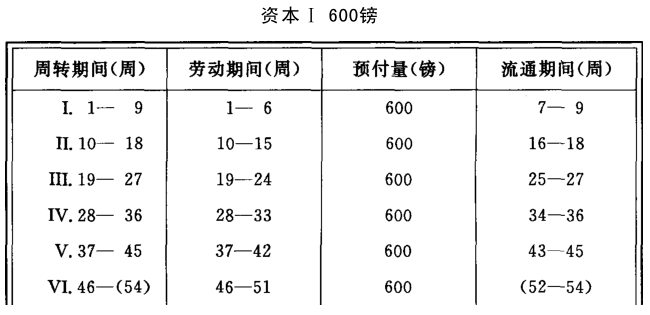 资本Ⅰ 600镑
周转期间(周) 劳动期间(周) 预付量(镑) 流通期间(周)
Ⅰ. 1— 9 1— 6 600 7— 9
Ⅱ. 10— 18 10—15 600 16—18
Ⅲ. 19— 27 19—24 600 25—27
Ⅳ. 28— 36 28—33 600 34—36
Ⅴ. 37— 45 37—42 600 43—45
Ⅵ. 46—(54) 46—51 600 (52—54)